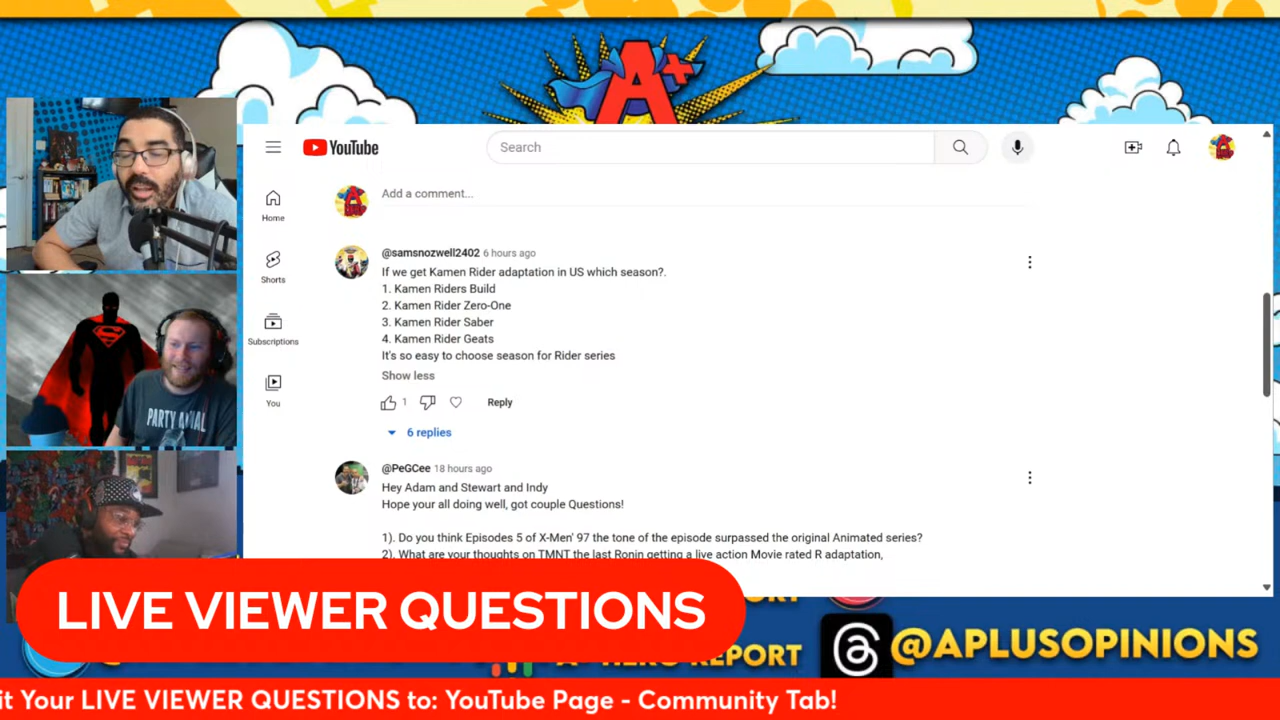 A+
YouTube
Search
Home
Shorts
Subscriptions
You
Add a comment...
@samsnozwell2402 6 hours ago
If we get Kamen Rider adaptation in US which season?.
1. Kamen Riders Build
2. Kamen Rider Zero-One
3. Kamen Rider Saber
4. Kamen Rider Geats
It's so easy to choose season for Rider series
Show less
1
Reply
6 replies
@PeGCee 18 hours ago
Hey Adam and Stewart and Indy
Hope your all doing well, got couple Questions!
1). Do you think Episodes 5 of X-Men' 97 the tone of the episode surpassed the original Animated series?
2). What are your thoughts on TMNT the last Ronin getting a live action Movie rated R adaptation,
PARTY
LIVE VIEWER QUESTIONS
REPORT
@APLUSOPINIONS
it Your LIVE VIEWER QUESTIONS to: YouTube Page - Community Tab!